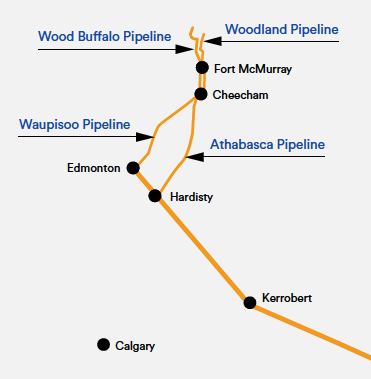 Woodland Pipeline
Wood Buffalo Pipeline
Fort McMurray
Cheecham
Waupisoo Pipeline
Athabasca Pipeline
Edmonton
Hardisty
Kerrobert
Calgary